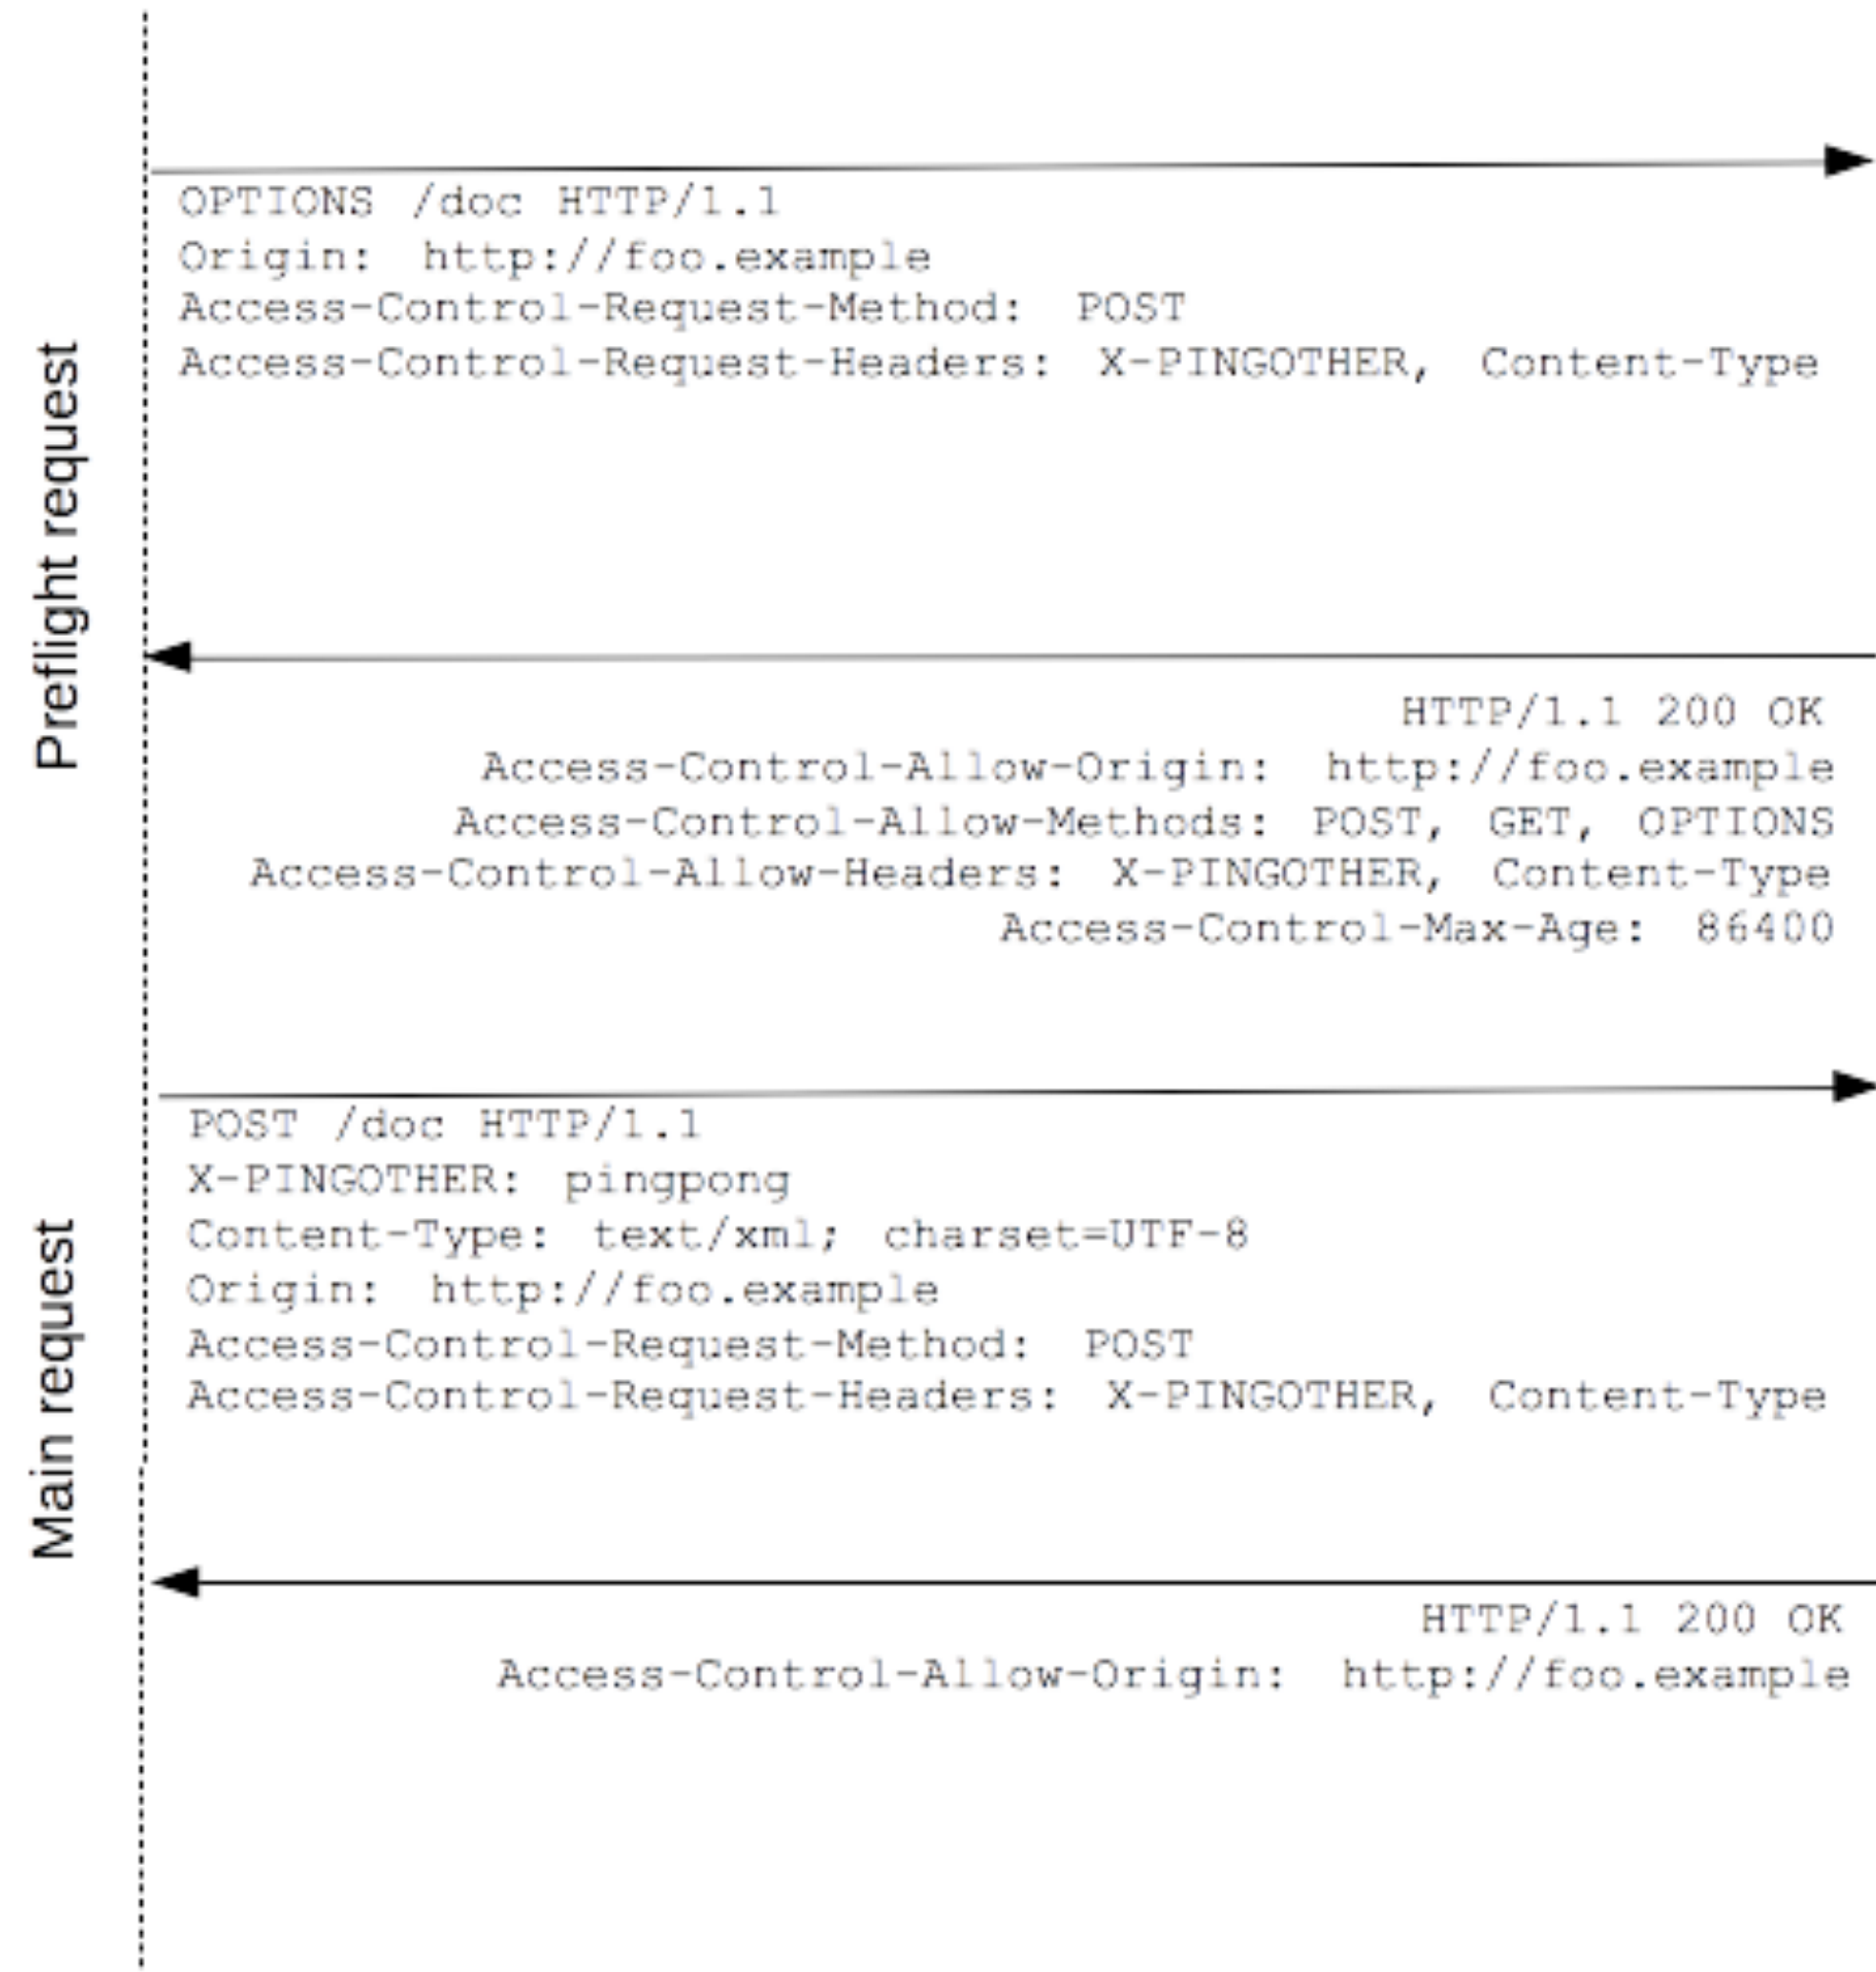 Preflight request
OPTIONS /doc HTTP/1.1
Origin: http://foo.example
Access-Control-Request-Method: POST
Access-Control-Request-Headers: X-PINGOTHER, Content-Type
HTTP/1.1 200 OK
Access-Control-Allow-Origin: http://foo.example
Access-Control-Allow-Methods: POST, GET, OPTIONS
Access-Control-Allow-Headers: X-PINGOTHER, Content-Type
Access-Control-Max-Age: 86400
Main request
POST /doc HTTP/1.1
X-PINGOTHER: pingpong
Content-Type: text/xml; charset=UTF-8
Origin: http://foo.example
Access-Control-Request-Method: POST
Access-Control-Request-Headers: X-PINGOTHER, Content-Type
HTTP/1.1 200 OK
Access-Control-Allow-Origin: http://foo.example